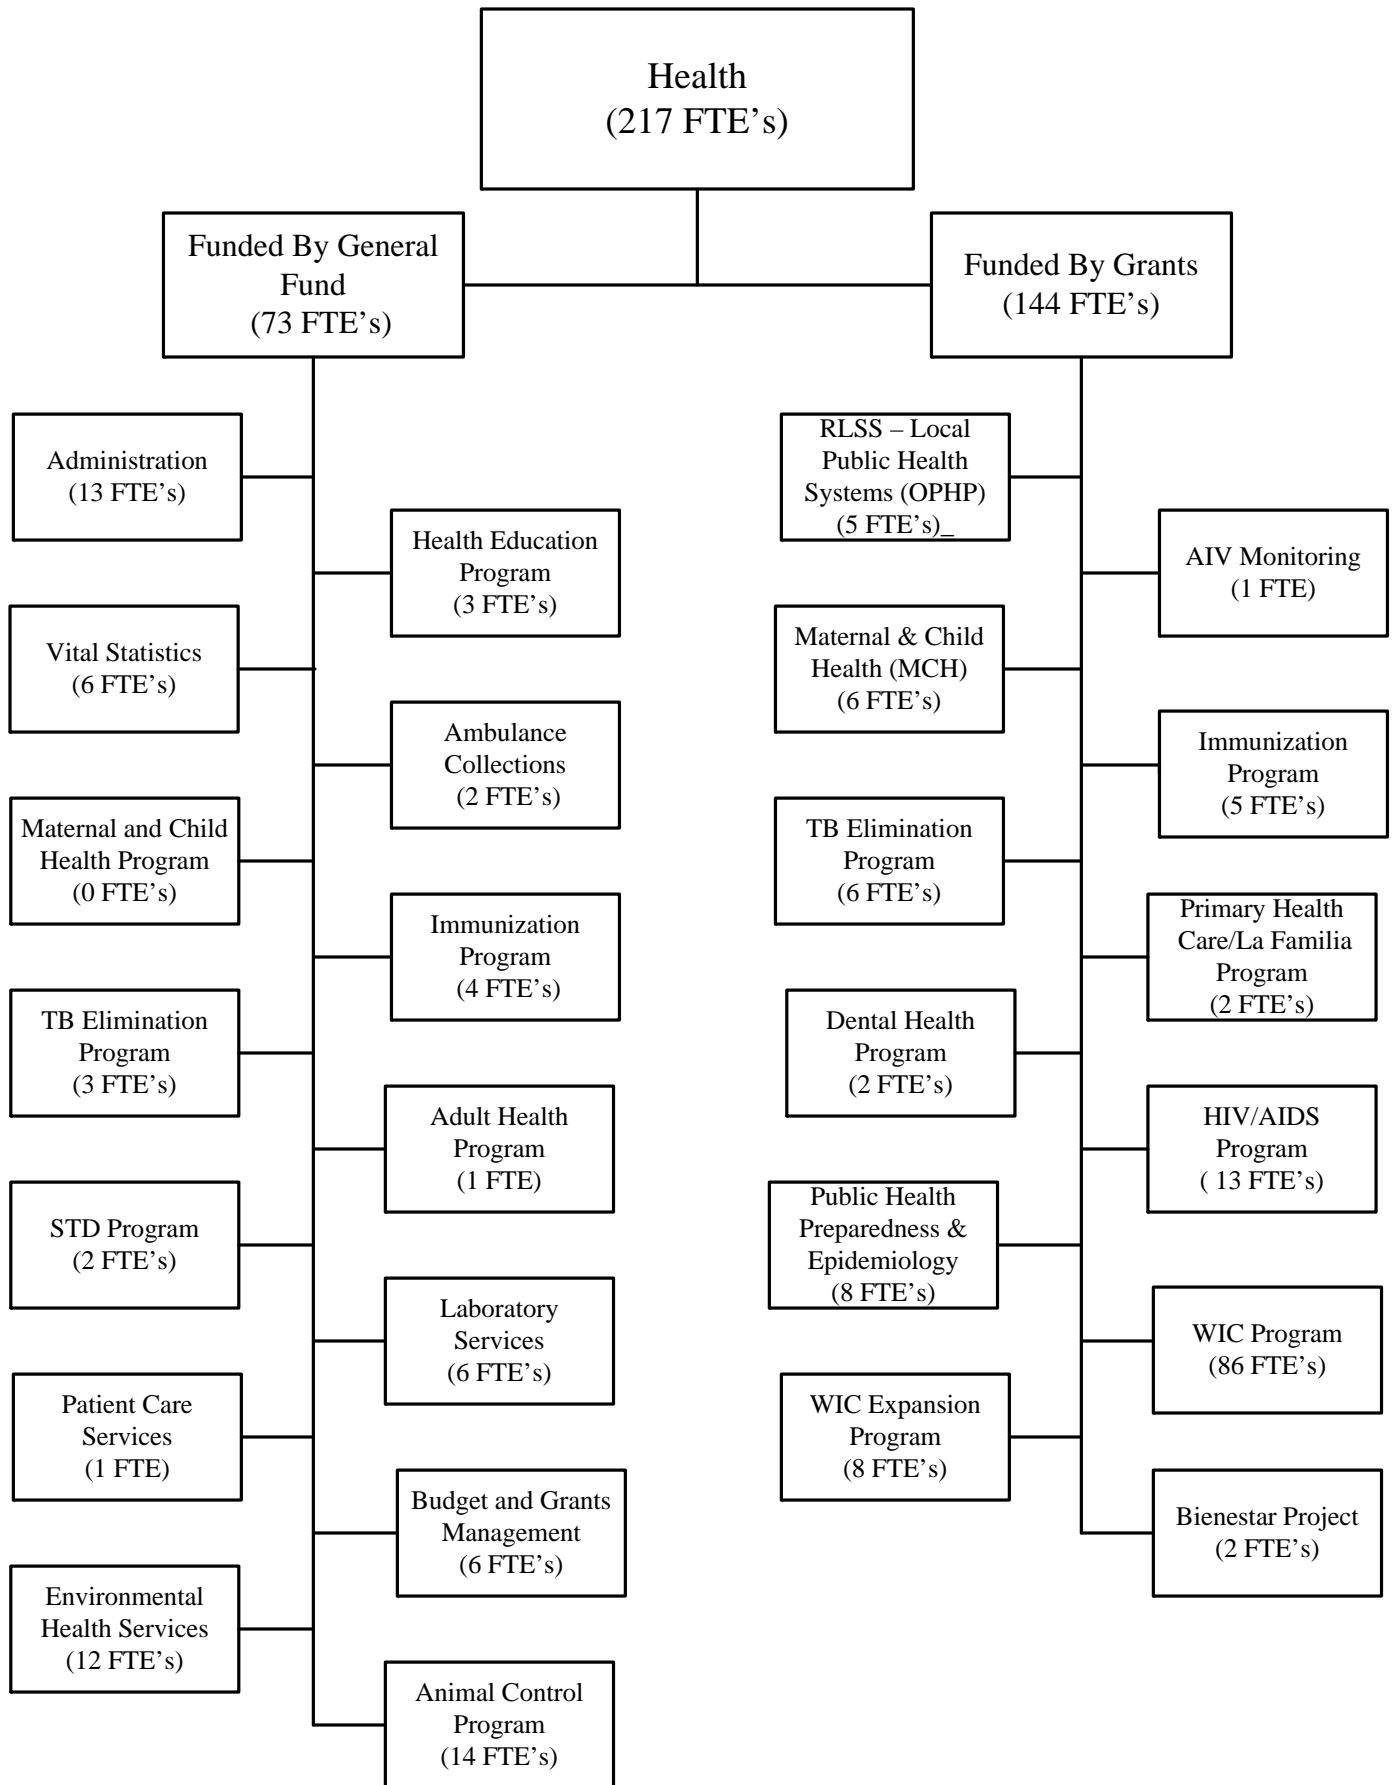 Health
(217 FTE’s)
Funded By General
Fund
(73 FTE’s)
Funded By Grants
(144 FTE’s)
Administration
(13 FTE’s)
Health Education
Program
(3 FTE’s)
Vital Statistics
(6 FTE’s)
Ambulance
Collections
(2 FTE’s)
Maternal and Child
Health Program
(0 FTE’s)
Immunization
Program
(4 FTE’s)
TB Elimination
Program
(3 FTE’s)
Adult Health
Program
(1 FTE)
STD Program
(2 FTE’s)
Laboratory
Services
(6 FTE’s)
Patient Care
Services
(1 FTE)
Budget and Grants
Management
(6 FTE’s)
Environmental
Health Services
(12 FTE’s)
Animal Control
Program
(14 FTE’s)
RLSS – Local
Public Health
Systems (OPHP)
(5 FTE’s)_
AIV Monitoring
(1 FTE)
Maternal & Child
Health (MCH)
(6 FTE’s)
Immunization
Program
(5 FTE’s)
TB Elimination
Program
(6 FTE’s)
Primary Health
Care/La Familia
Program
(2 FTE’s)
Dental Health
Program
(2 FTE’s)
HIV/AIDS
Program
( 13 FTE’s)
Public Health
Preparedness &
Epidemiology
(8 FTE’s)
WIC Program
(86 FTE’s)
WIC Expansion
Program
(8 FTE’s)
Bienestar Project
(2 FTE’s)